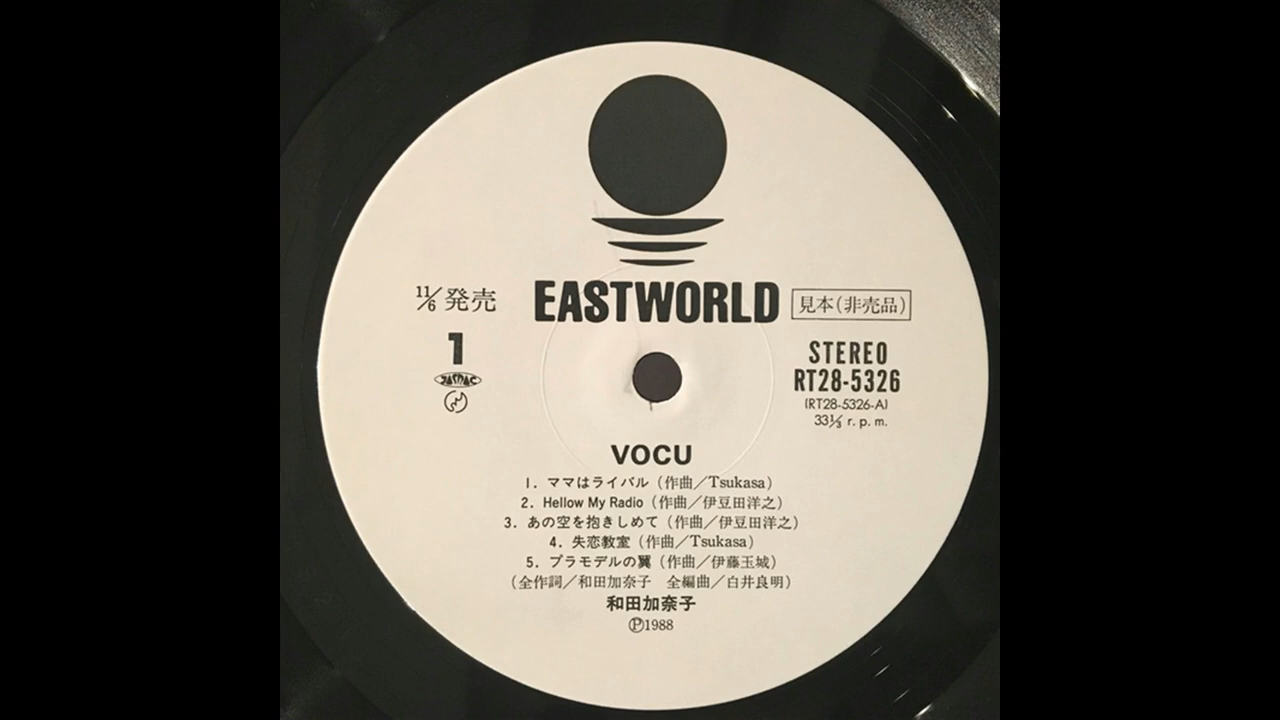 EASTWORLD
11/6 発売
見本(非売品)
1
STEREO
RT28-5326
(RT28-5326-A)
33⅓ r.p.m.
VOCU
1. ママはライバル (作曲/Tsukasa)
2. Hellow My Radio (作曲/伊豆田洋之)
3. あの空を抱きしめて (作曲/伊豆田洋之)
4. 失恋教室 (作曲/Tsukasa)
5. プラモデルの翼 (作曲/伊藤玉城)
(全作詞/和田加奈子 全編曲/白井良明)
和田加奈子
Ⓟ1988